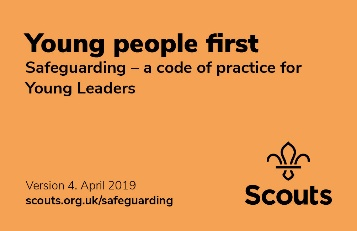 Young people first
Safeguarding – a code of practice for
Young Leaders
Version 4. April 2019
scouts.org.uk/safeguarding
Scouts